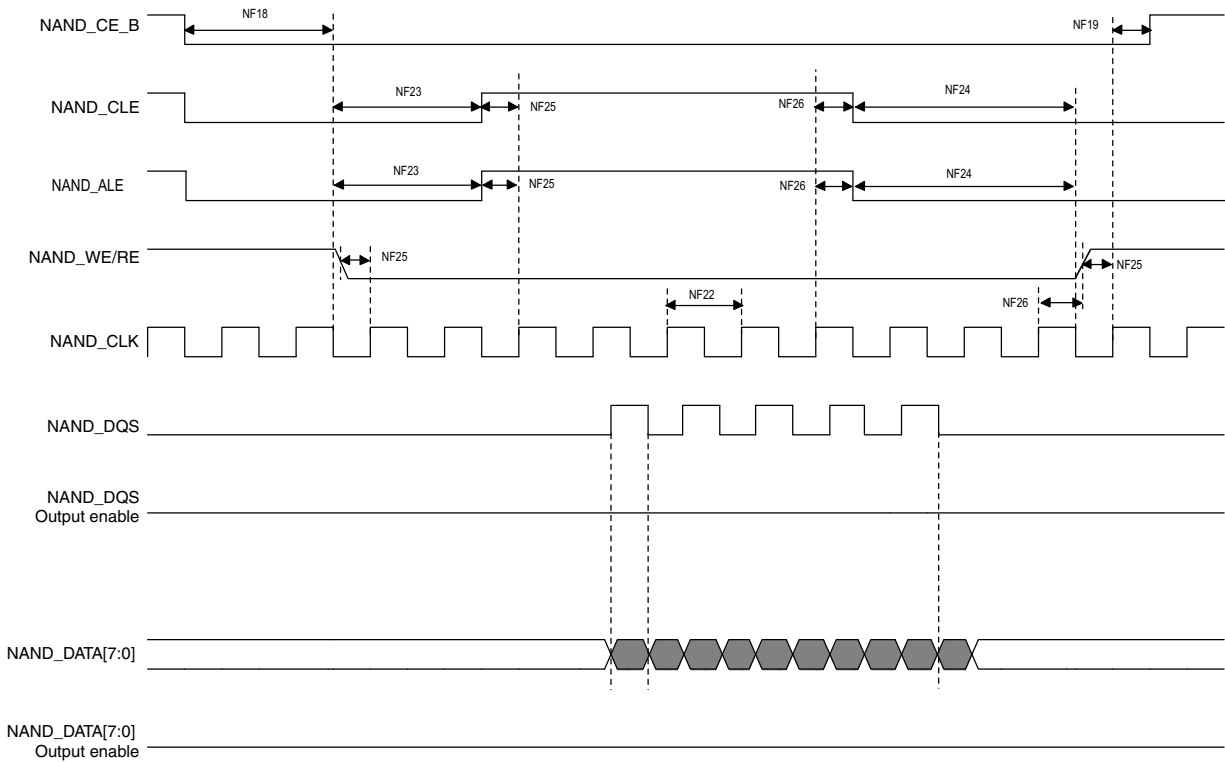 NF18
NAND_CE_B
NF19
NF23
NF24
NAND_CLE
NF25
NF26
NF23
NF24
NAND_ALE
NF25
NF26
NAND_WE/RE
NF25
NF25
NF22
NF26
NAND_CLK
NAND_DQS
NAND_DQS
Output enable
NAND_DATA[7:0]
NAND_DATA[7:0]
Output enable